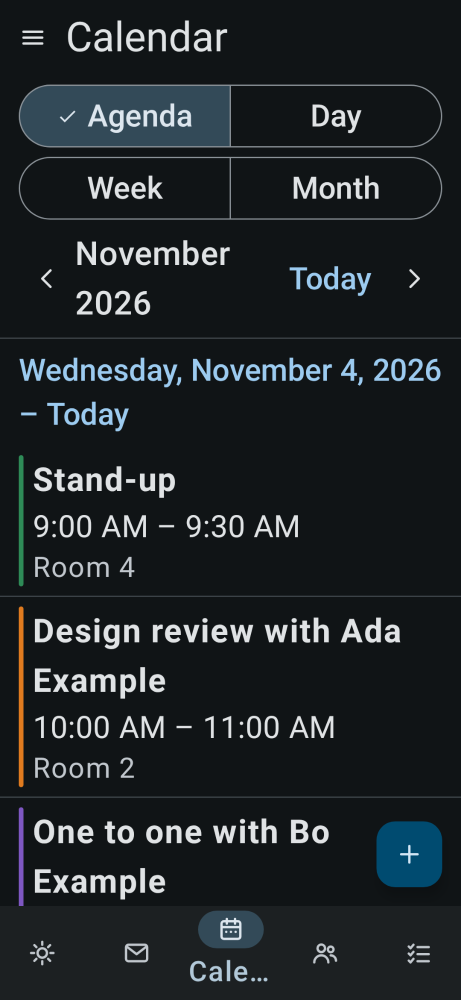 Calendar
Agenda
Day
Week
Month
November
2026
Today
Wednesday, November 4, 2026
– Today
Stand-up
9:00 AM – 9:30 AM
Room 4
Design review with Ada
Example
10:00 AM – 11:00 AM
Room 2
One to one with Bo
Example
Cale…